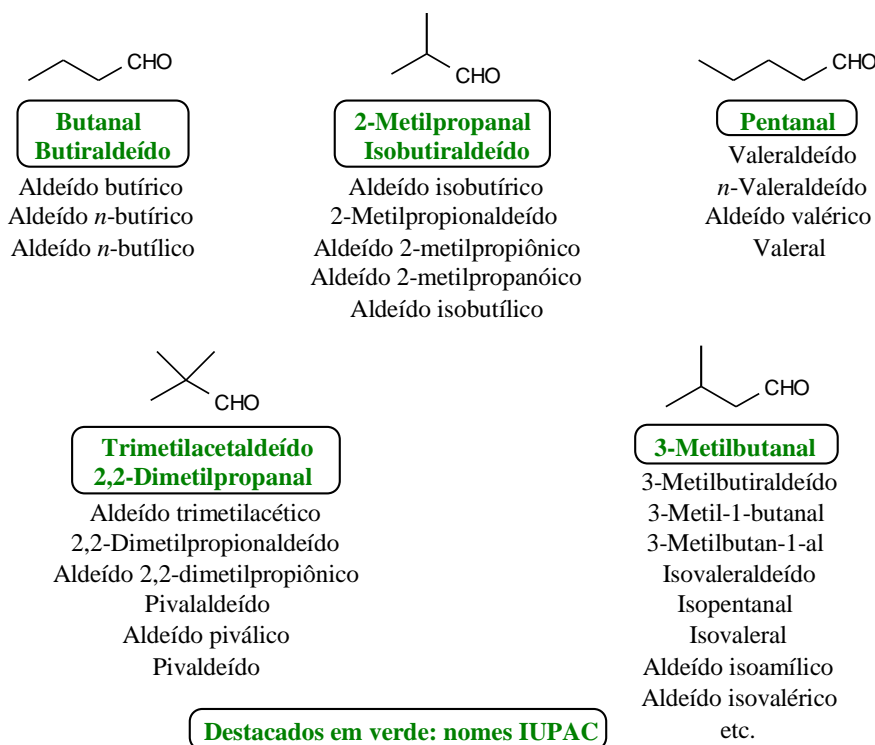 CHO
Butanal
Butiraldeído
Aldeído butírico
Aldeído n-butírico
Aldeído n-butílico
CHO
2-Metilpropanal
Isobutiraldeído
Aldeído isobutírico
2-Metilpropionaldeído
Aldeído 2-metilpropiônico
Aldeído 2-metilpropanóico
Aldeído isobutílico
CHO
Pentanal
Valeraldeído
n-Valeraldeído
Aldeído valérico
Valeral
CHO
Trimetilacetaldeído
2,2-Dimetilpropanal
Aldeído trimetilacético
2,2-Dimetilpropionaldeído
Aldeído 2,2-dimetilpropiônico
Pivalaldeído
Aldeído piválico
Pivaldeído
CHO
3-Metilbutanal
3-Metilbutiraldeído
3-Metil-1-butanal
3-Metilbutan-1-al
Isovaleraldeído
Isopentanal
Isovaleral
Aldeído isoamílico
Aldeído isovalérico
etc.
Destacados em verde: nomes IUPAC